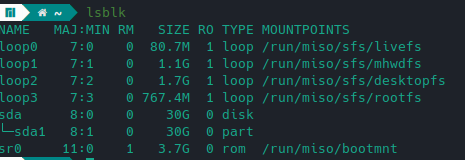 ~ lsblk
NAME MAJ:MIN RM SIZE RO TYPE MOUNTPOINTS
loop0 7:0 0 80.7M 1 loop /run/miso/sfs/livefs
loop1 7:1 0 1.1G 1 loop /run/miso/sfs/mhwdfs
loop2 7:2 0 1.7G 1 loop /run/miso/sfs/desktopfs
loop3 7:3 0 767.4M 1 loop /run/miso/sfs/rootfs
sda 8:0 0 30G 0 disk
└─sda1 8:1 0 30G 0 part
sr0 11:0 1 3.7G 0 rom /run/miso/bootmnt